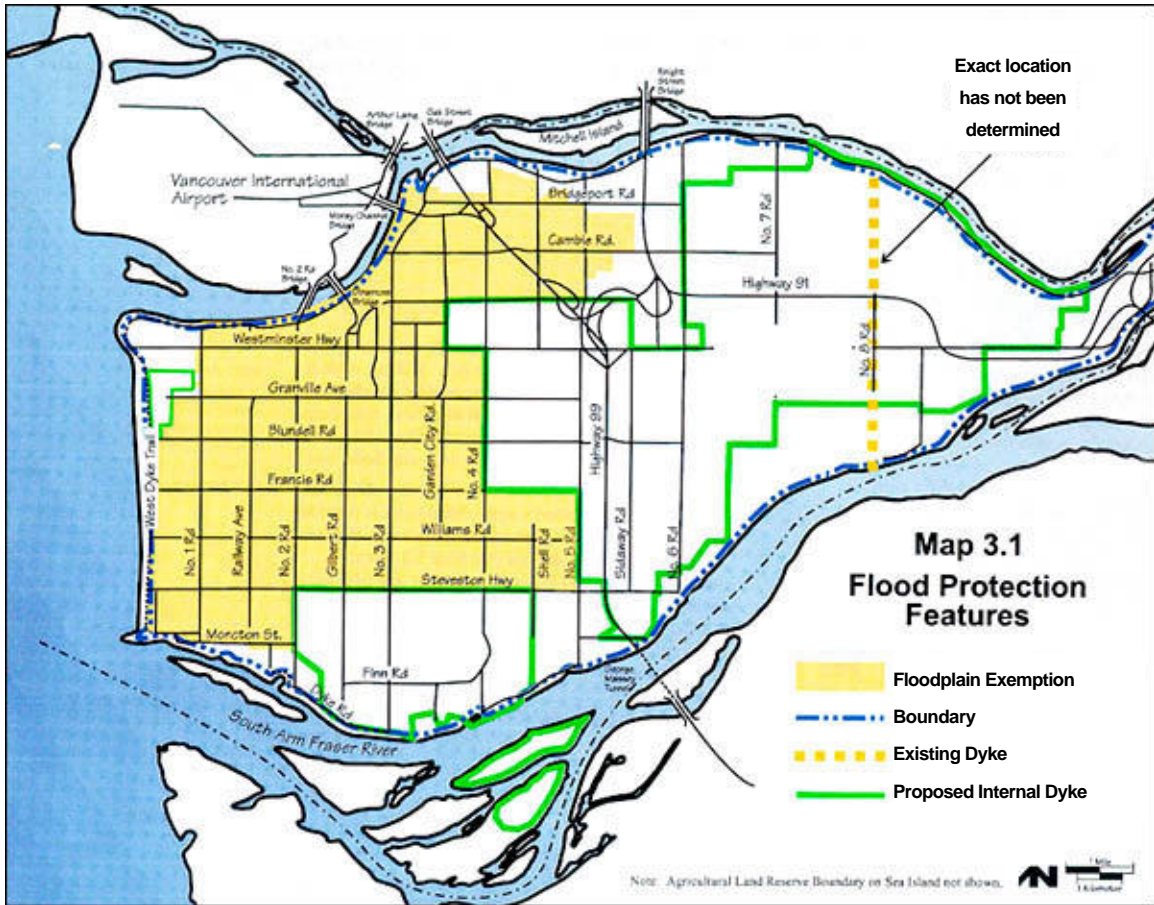 Exact location
has not been
determined
Knight
Street
Bridge
Arthur Laing
Bridge
Oak Street
Bridge
Mitchell Island
Vancouver International
Airport
Bridgeport Rd
No. 7 Rd
Moray Channel
Bridge
Cambie Rd.
No. 2 Rd
Bridge
Dinsmore
Bridge
Highway 91
Westminster Hwy
No. 8 Rd
Granville Ave
West Dyke Trail
Blundell Rd
Garden City Rd.
Highway 99
No. 4 Rd
Francis Rd
No. 1 Rd
Railway Ave
No. 2 Rd
Gilbert Rd
No. 3 Rd
Williams Rd
Shell Rd
No. 5 Rd
Sidaway Rd
No. 6 Rd
Steveston Hwy
Map 3.1
Flood Protection
Features
Moncton St.
Finn Rd
George
Massey
Tunnel
Dyke Rd
South Arm Fraser River
Floodplain Exemption
Boundary
Existing Dyke
Proposed Internal Dyke
Note: Agricultural Land Reserve Boundary on Sea Island not shown.
N
1 Mile
1 Kilometer